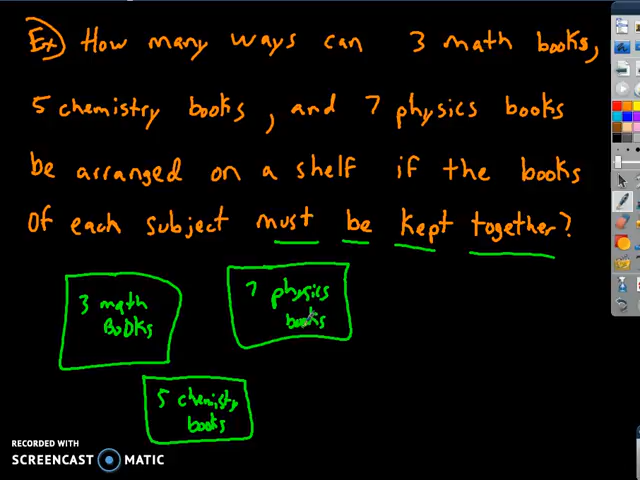 Ex) How many ways can 3 math books,
5 chemistry books, and 7 physics books
be arranged on a shelf if the books
of each subject must be kept together?
3 math
BOOKS
7 physics
books
5 chemistry
books
RECORDED WITH
SCREENCAST MATIC